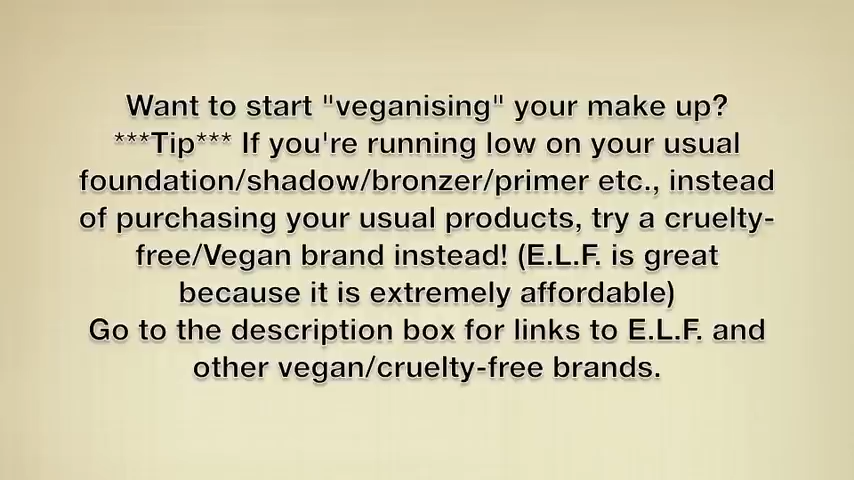 Want to start "veganising" your make up?
***Tip*** If you're running low on your usual
foundation/shadow/bronzer/primer etc., instead
of purchasing your usual products, try a cruelty-
free/Vegan brand instead! (E.L.F. is great
because it is extremely affordable)
Go to the description box for links to E.L.F. and
other vegan/cruelty-free brands.